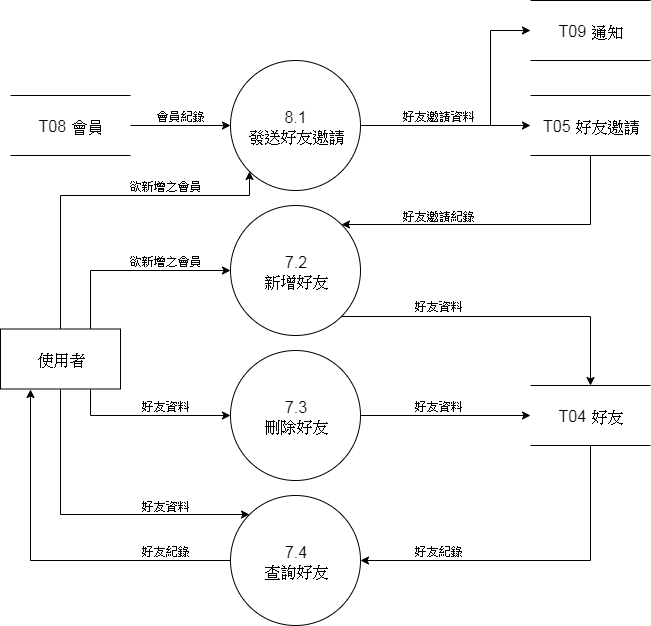 T09 通知
會員紀錄
8.1
發送好友邀請
好友邀請資料
T08 會員
T05 好友邀請
欲新增之會員
好友邀請紀錄
欲新增之會員
7.2
新增好友
好友資料
使用者
好友資料
7.3
刪除好友
好友資料
T04 好友
好友資料
好友紀錄
7.4
查詢好友
好友紀錄